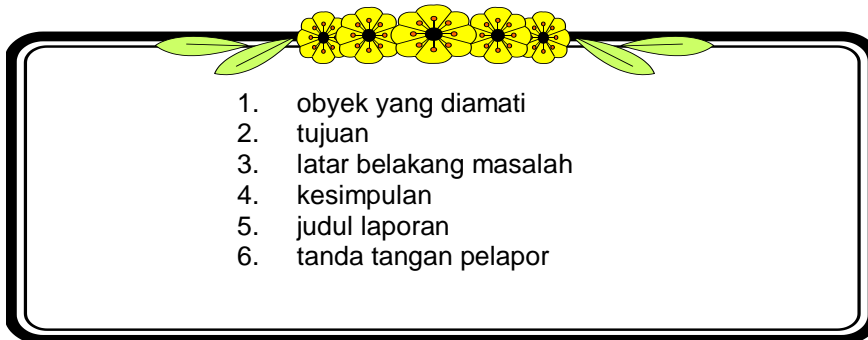 1. obyek yang diamati
2. tujuan
3. latar belakang masalah
4. kesimpulan
5. judul laporan
6. tanda tangan pelapor